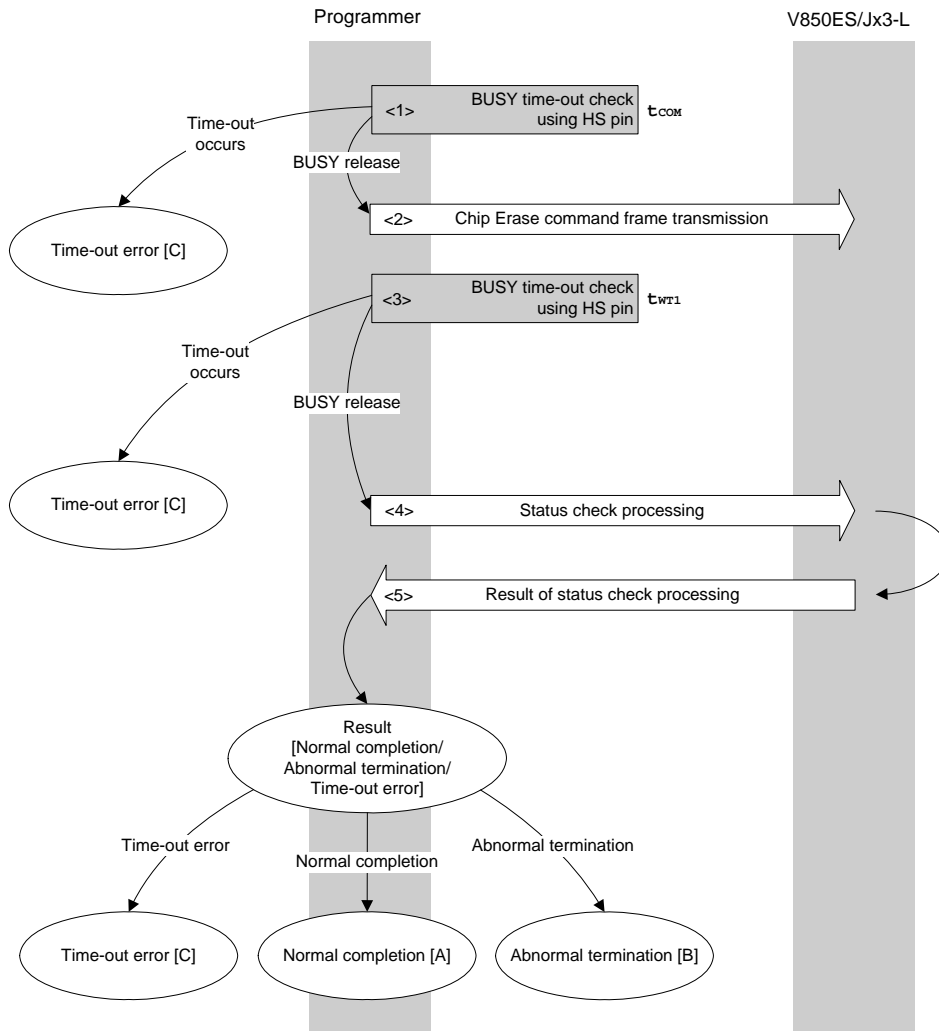 Programmer
V850ES/Jx3-L
<1>
BUSY time-out check
using HS pin
tCOM
Time-out
occurs
BUSY release
<2>
Chip Erase command frame transmission
Time-out error [C]
<3>
BUSY time-out check
using HS pin
tWT1
Time-out
occurs
BUSY release
Time-out error [C]
<4>
Status check processing
<5>
Result of status check processing
Result
[Normal completion/
Abnormal termination/
Time-out error]
Time-out error
Normal completion
Abnormal termination
Time-out error [C]
Normal completion [A]
Abnormal termination [B]